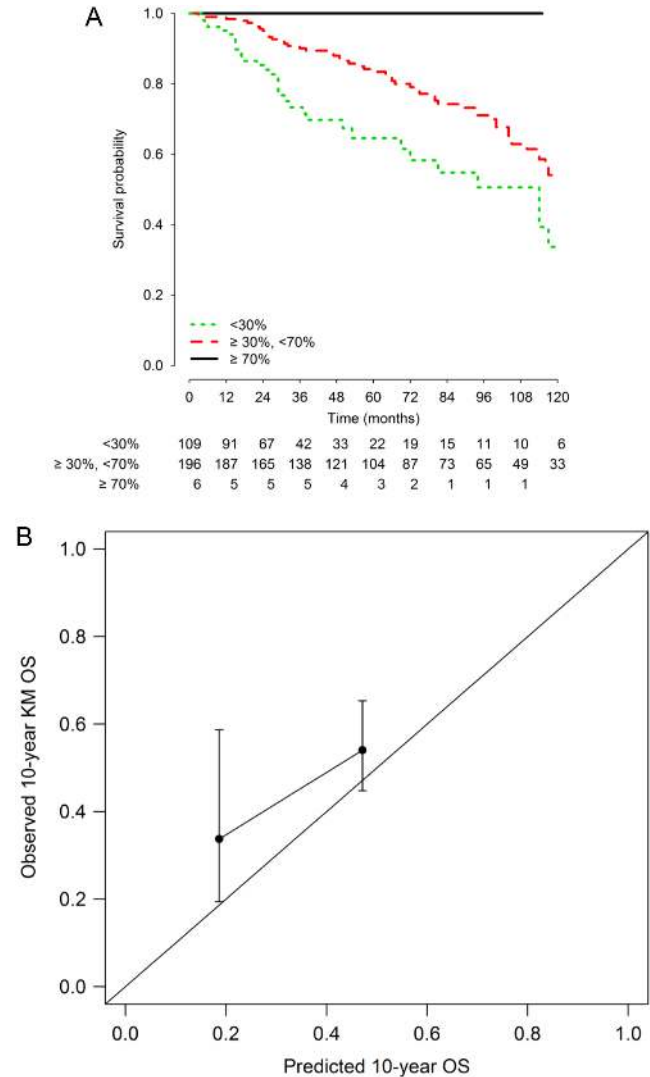 A
Survival probability
1.0
0.8
0.6
0.4
0.2
0.0
<30%
≥ 30%, <70%
≥ 70%
0 12 24 36 48 60 72 84 96 108 120
Time (months)
<30% 109 91 67 42 33 22 19 15 11 10 6
≥ 30%, <70% 196 187 165 138 121 104 87 73 65 49 33
≥ 70% 6 5 5 5 4 3 2 1 1 1
B
Observed 10-year KM OS
1.0
0.8
0.6
0.4
0.2
0.0
0.0 0.2 0.4 0.6 0.8 1.0
Predicted 10-year OS